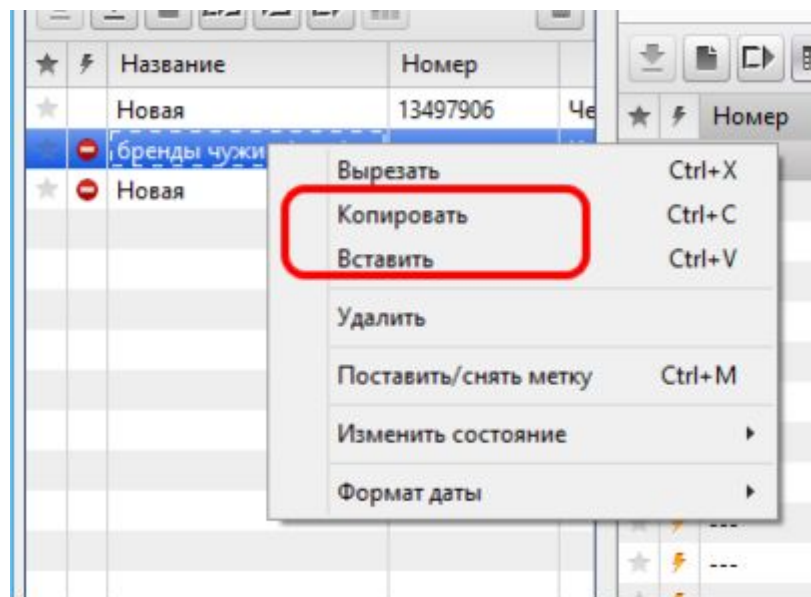 Название Номер
Номер
Новая 13497906 Че
бренды чужи
Новая
Вырезать Ctrl+X
Копировать Ctrl+C
Вставить Ctrl+V
Удалить
Поставить/снять метку Ctrl+M
Изменить состояние
Формат даты
---
---